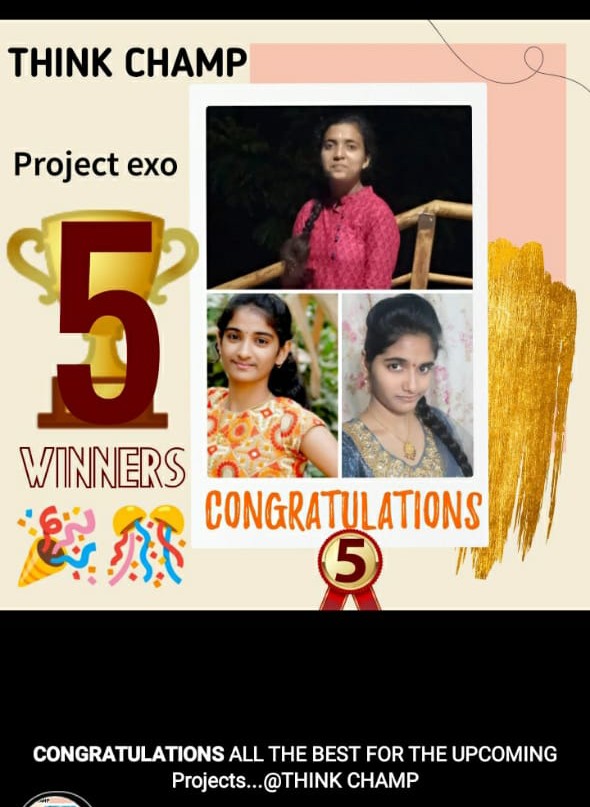 THINK CHAMP
Project exo
5
WINNERS
CONGRATULATIONS
5
CONGRATULATIONS ALL THE BEST FOR THE UPCOMING
Projects...@THINK CHAMP